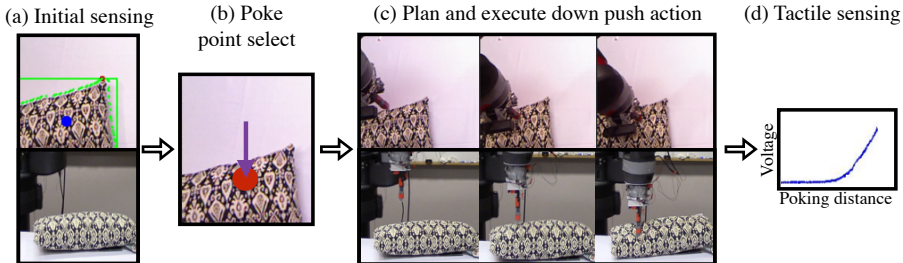 (a) Initial sensing
(b) Poke
point select
(c) Plan and execute down push action
(d) Tactile sensing
Voltage
Poking distance